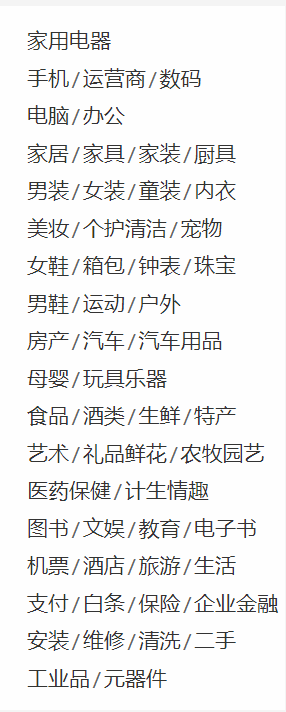 家用电器
手机/运营商/数码
电脑/办公
家居/家具/家装/厨具
男装/女装/童装/内衣
美妆/个护清洁/宠物
女鞋/箱包/钟表/珠宝
男鞋/运动/户外
房产/汽车/汽车用品
母婴/玩具乐器
食品/酒类/生鲜/特产
艺术/礼品鲜花/农牧园艺
医药保健/计生情趣
图书/文娱/教育/电子书
机票/酒店/旅游/生活
支付/白条/保险/企业金融
安装/维修/清洗/二手
工业品/元器件